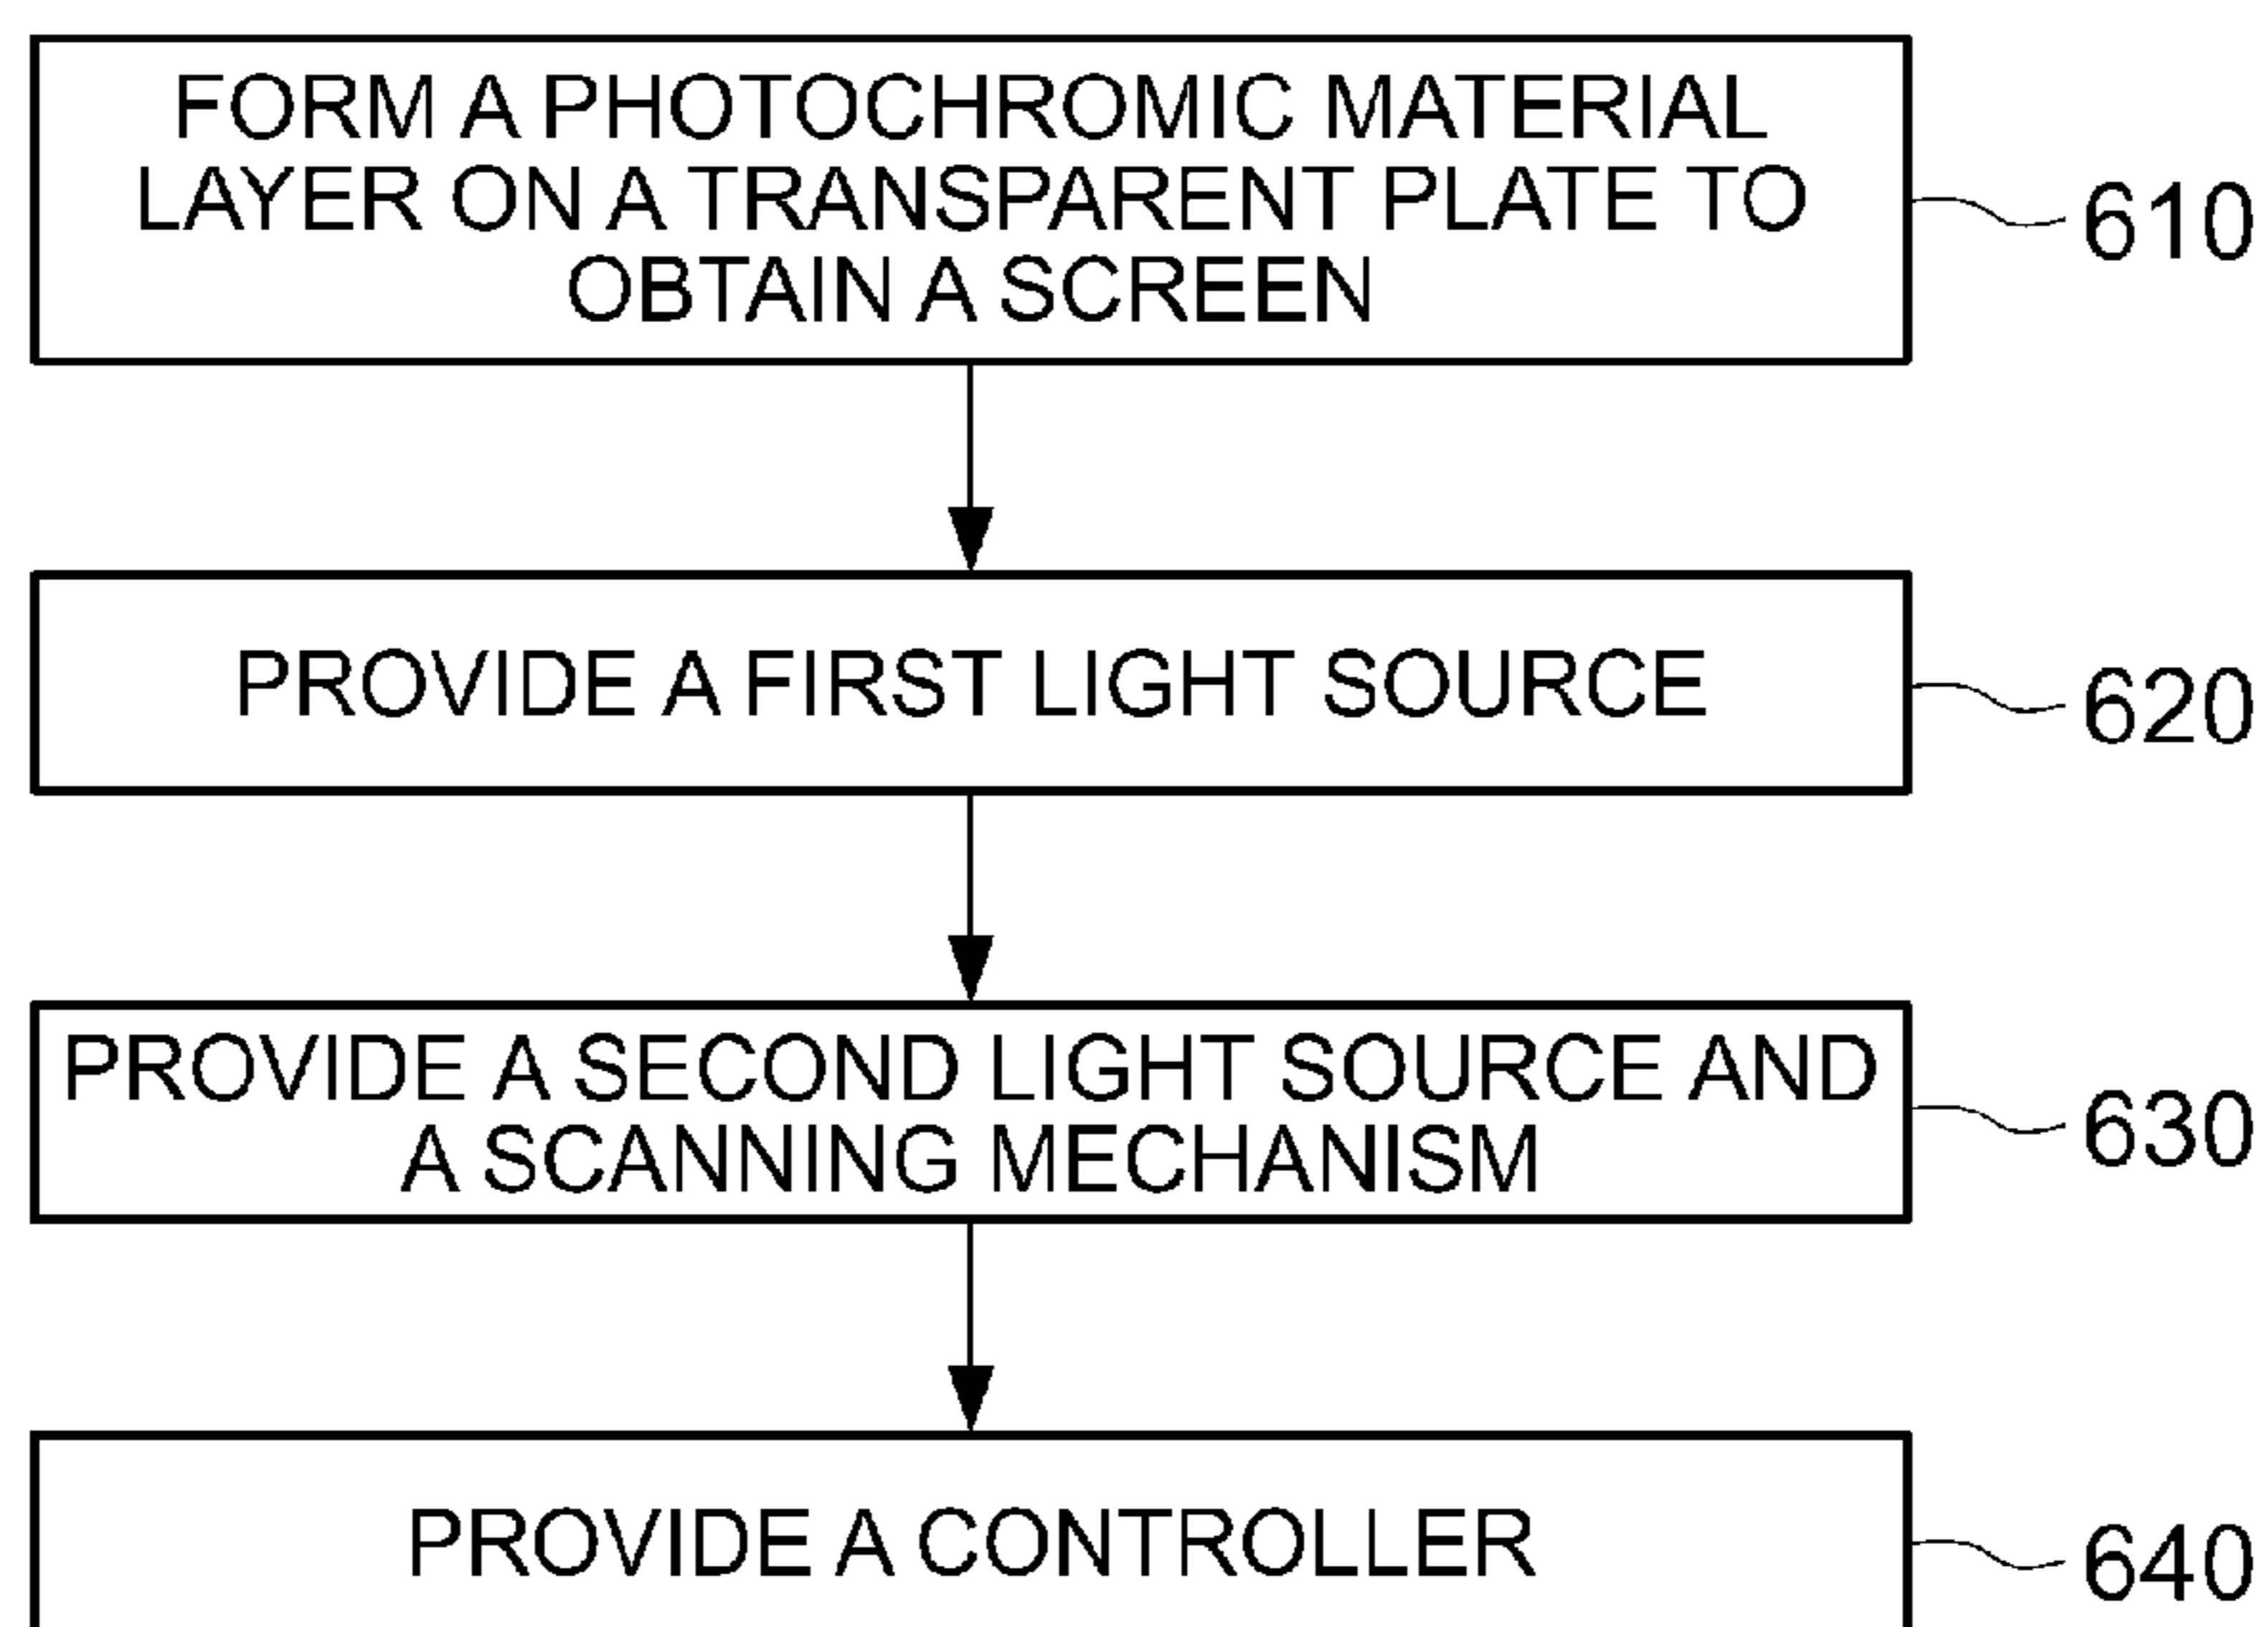 FORM A PHOTOCHROMIC MATERIAL
LAYER ON A TRANSPARENT PLATE TO
OBTAIN A SCREEN
610
PROVIDE A FIRST LIGHT SOURCE
620
PROVIDE A SECOND LIGHT SOURCE AND
A SCANNING MECHANISM
630
PROVIDE A CONTROLLER
640